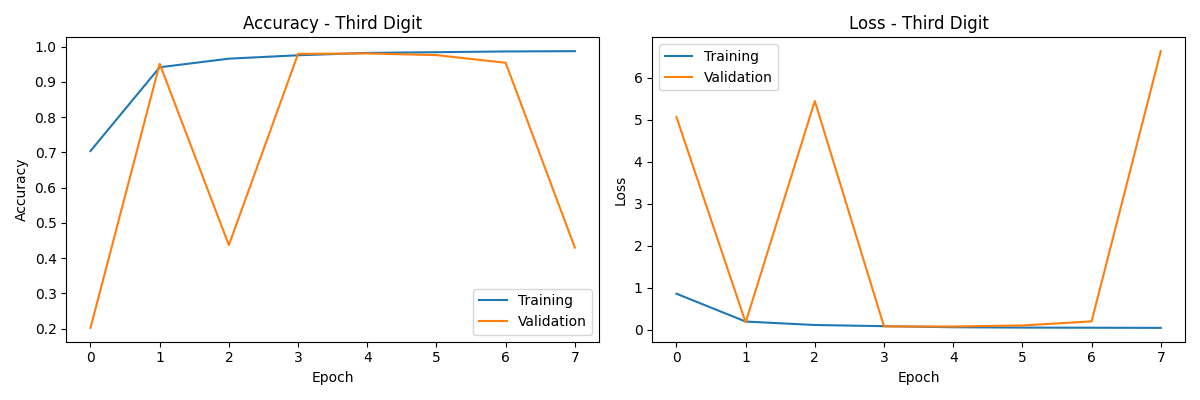 Accuracy - Third Digit
1.0
0.9
0.8
0.7
0.6
0.5
0.4
0.3
0.2
Accuracy
0 1 2 3 4 5 6 7
Epoch
Training
Validation
Loss - Third Digit
6
5
4
3
2
1
0
Loss
0 1 2 3 4 5 6 7
Epoch
Training
Validation